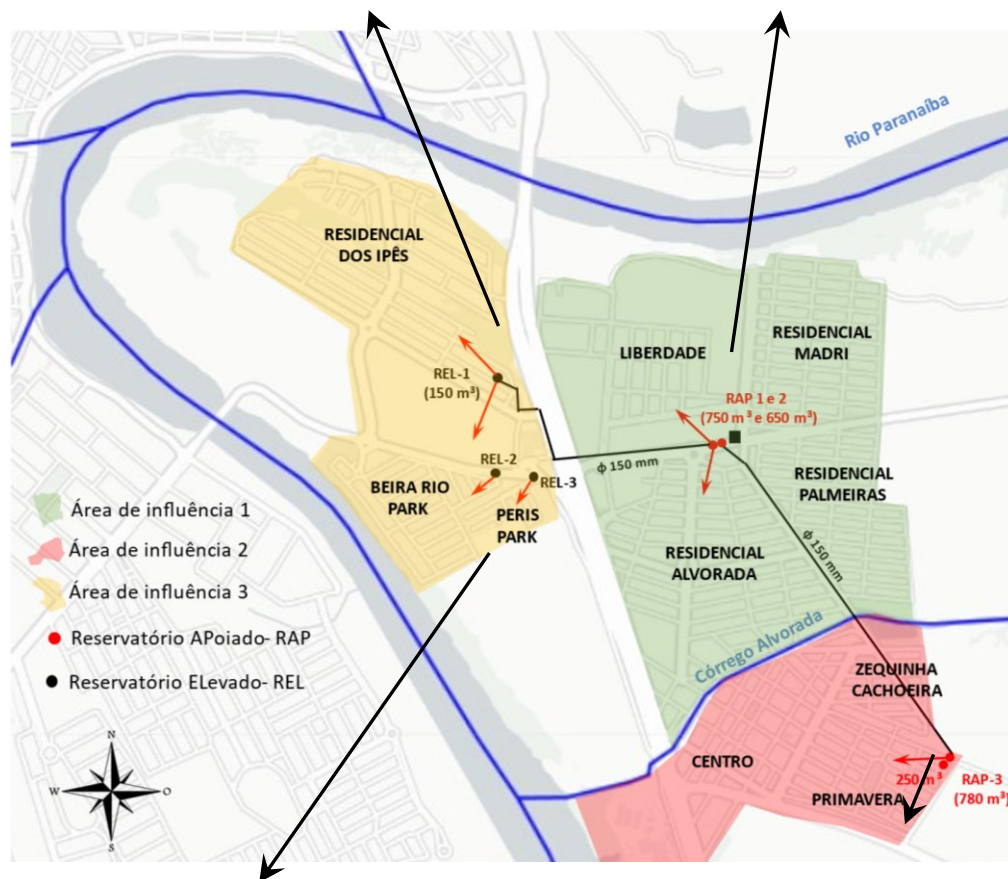 Rio Paranaíba
RESIDENCIAL
DOS IPÊS
LIBERDADE
RESIDENCIAL
MADRI
REL-1
(150 m³)
RAP 1 e 2
(750 m³ e 650 m³)
REL-2
REL-3
ϕ 150 mm
BEIRA RIO
PARK
PERIS
PARK
RESIDENCIAL
PALMEIRAS
RESIDENCIAL
ALVORADA
ϕ 150 mm
Área de influência 1
Área de influência 2
Área de influência 3
Reservatório APoiado- RAP
Reservatório ELevado- REL
Córrego Alvorada
ZEQUINHA
CACHOEIRA
CENTRO
PRIMAVERA
250 m³
RAP-3
(780 m³)
N
W
O
S